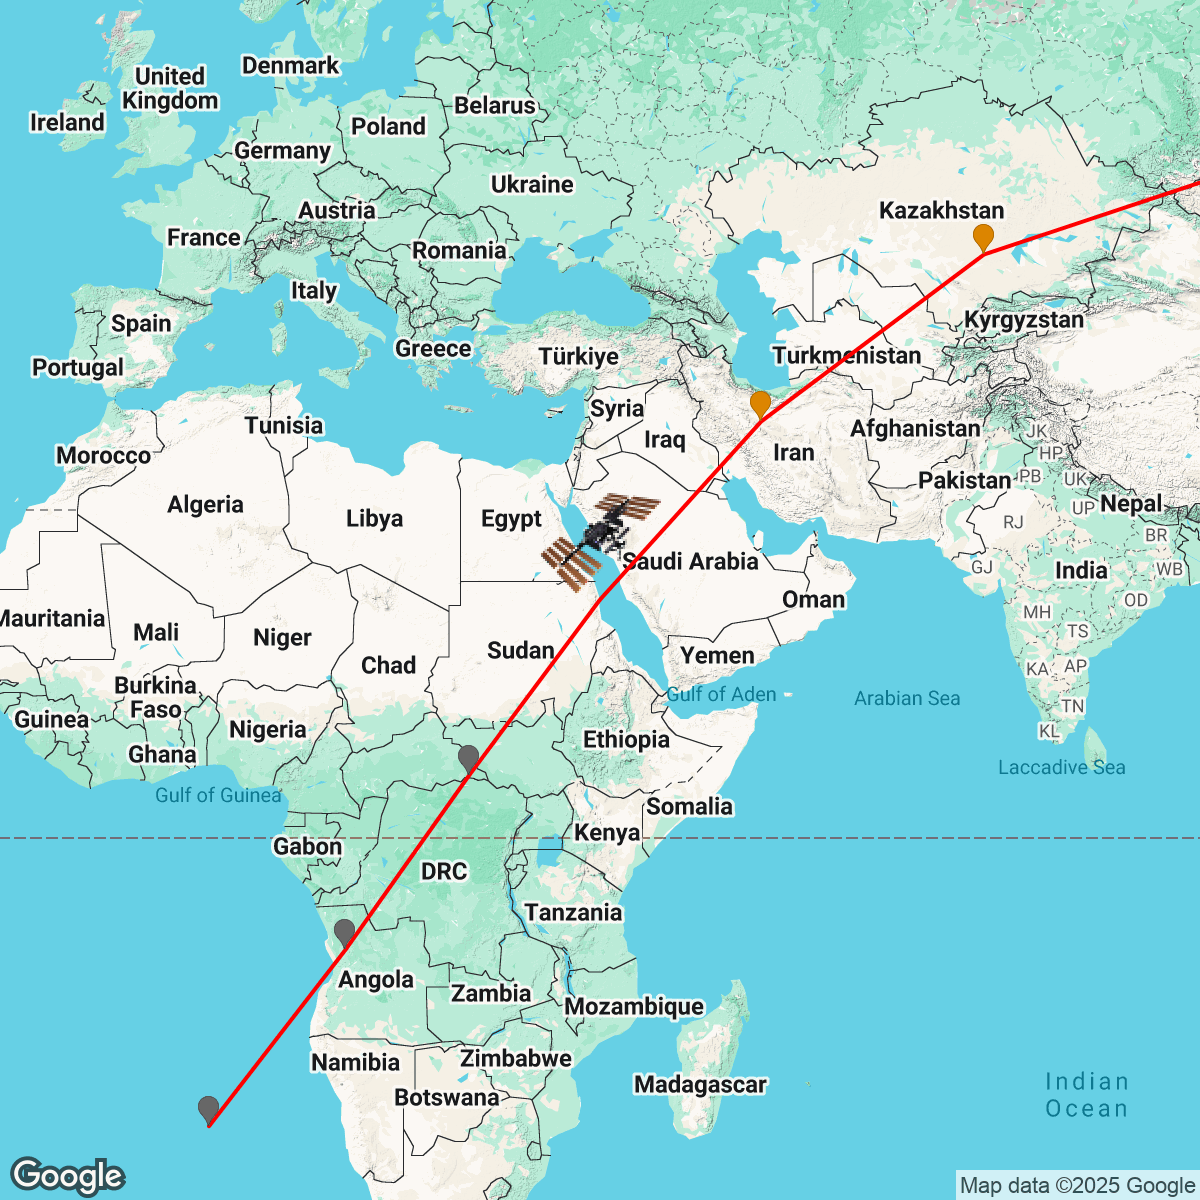 Denmark
United
Kingdom
Ireland
Belarus
Poland
Germany
Ukraine
Austria
Kazakhstan
France
Romania
Italy
Spain
Kyrgyzstan
Greece
Türkiye
Turkmenistan
Portugal
Syria
Tunisia
Iraq
Afghanistan
JK
Morocco
Iran
HP
Pakistan
PB
UK
Algeria
Nepal
UP
Libya
Egypt
RJ
BR
Saudi Arabia
GJ
India
WB
Oman
OD
MH
Mauritania
Mali
Niger
Sudan
TS
Chad
Yemen
KA
AP
Burkina
Faso
Gulf of Aden
Arabian Sea
TN
Guinea
Nigeria
KL
Ghana
Ethiopia
Laccadive Sea
Gulf of Guinea
Somalia
Kenya
Gabon
DRC
Tanzania
Angola
Zambia
Mozambique
Namibia
Zimbabwe
Madagascar
Botswana
Indian
Ocean
Google
Map data ©2025 Google